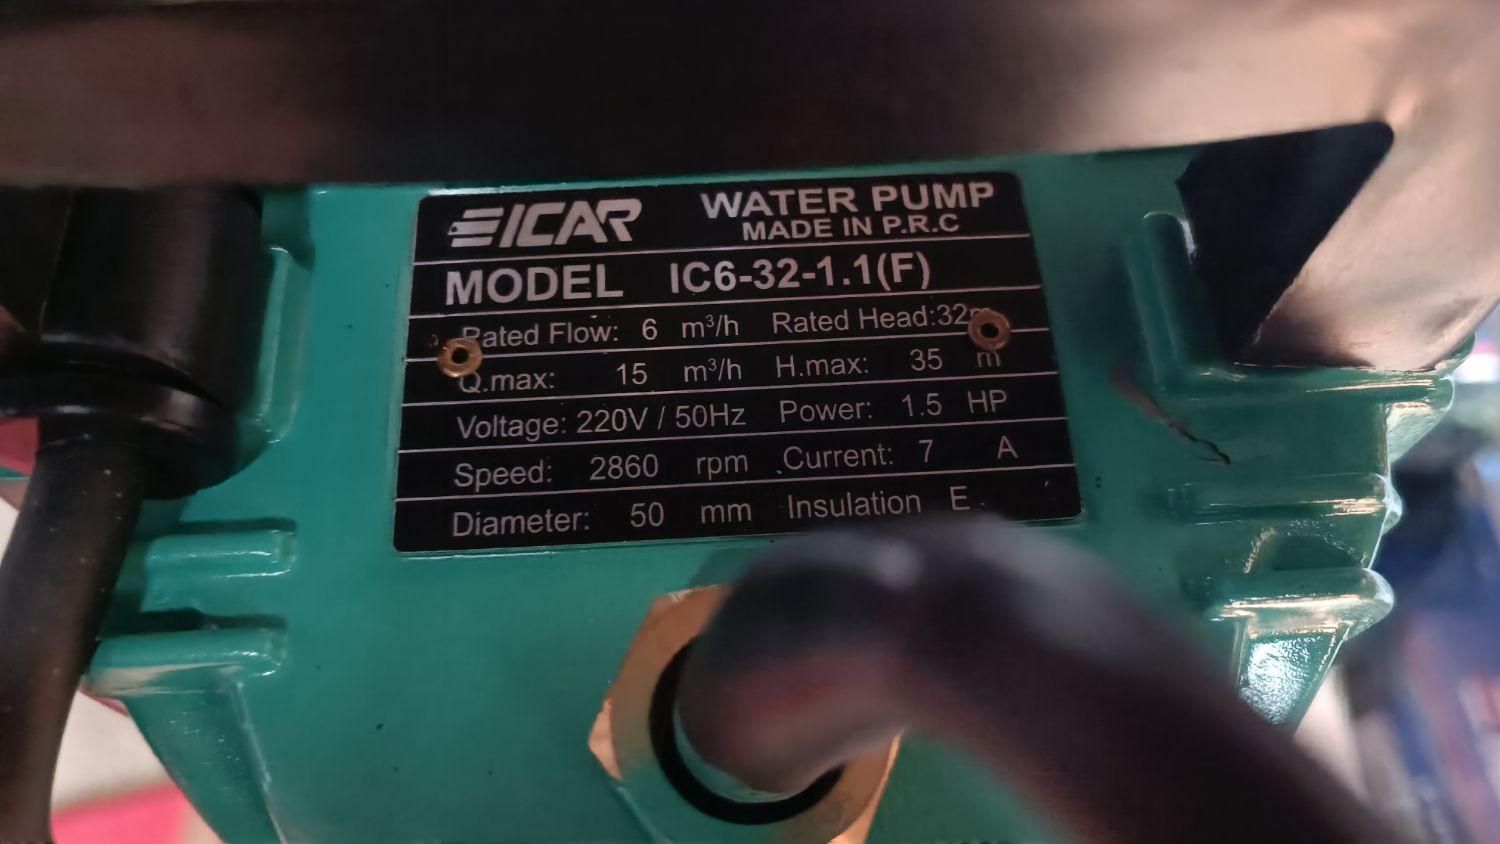 EICAR WATER PUMP
MADE IN P.R.C
MODEL IC6-32-1.1(F)
Rated Flow: 6 m³/h Rated Head:32m
Q.max: 15 m³/h H.max: 35 m
Voltage: 220V / 50Hz Power: 1.5 HP
Speed: 2860 rpm Current: 7 A
Diameter: 50 mm Insulation E